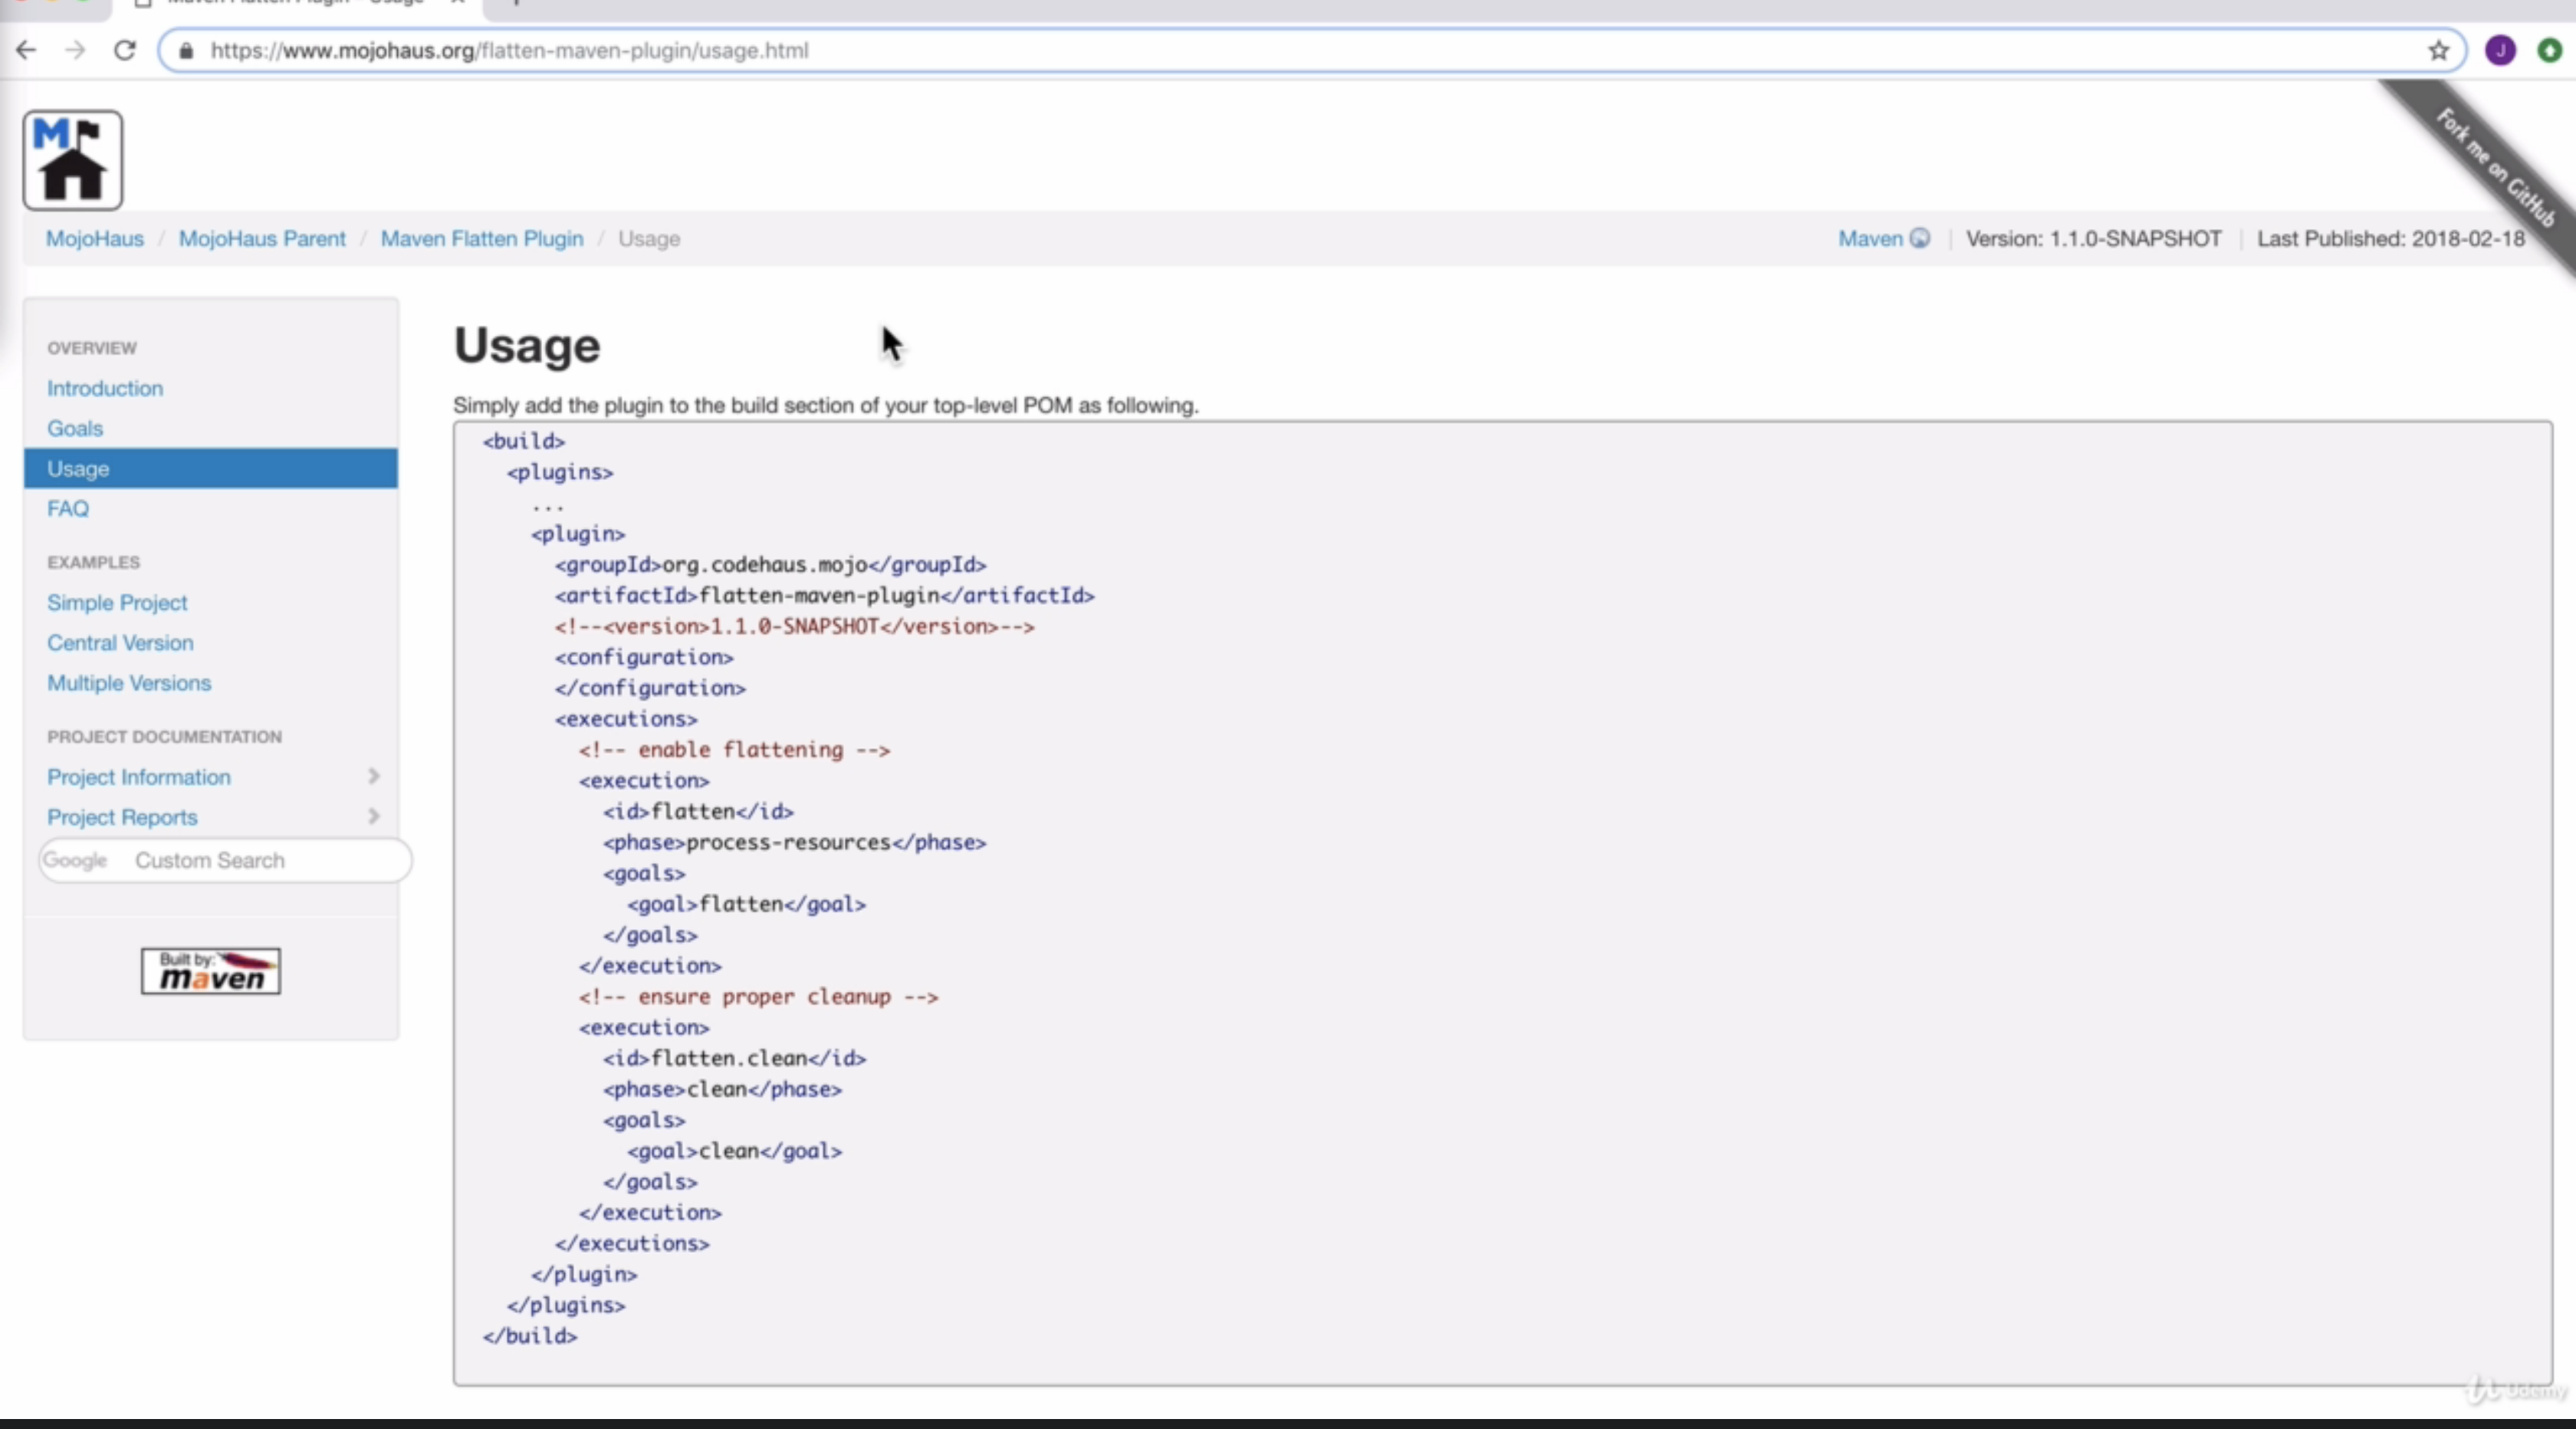 Maven Flatten Plugin – Usage
https://www.mojohaus.org/flatten-maven-plugin/usage.html
J
Fork me on GitHub
M
MojoHaus / MojoHaus Parent / Maven Flatten Plugin / Usage
Maven | Version: 1.1.0-SNAPSHOT | Last Published: 2018-02-18
OVERVIEW
Introduction
Goals
Usage
FAQ
EXAMPLES
Simple Project
Central Version
Multiple Versions
PROJECT DOCUMENTATION
Project Information
Project Reports
Google Custom Search
Built by:
maven
Usage
Simply add the plugin to the build section of your top-level POM as following.
<build>
<plugins>
...
<plugin>
<groupId>org.codehaus.mojo</groupId>
<artifactId>flatten-maven-plugin</artifactId>
<!--<version>1.1.0-SNAPSHOT</version>-->
<configuration>
</configuration>
<executions>
<!-- enable flattening -->
<execution>
<id>flatten</id>
<phase>process-resources</phase>
<goals>
<goal>flatten</goal>
</goals>
</execution>
<!-- ensure proper cleanup -->
<execution>
<id>flatten.clean</id>
<phase>clean</phase>
<goals>
<goal>clean</goal>
</goals>
</execution>
</executions>
</plugin>
</plugins>
</build>
Udemy